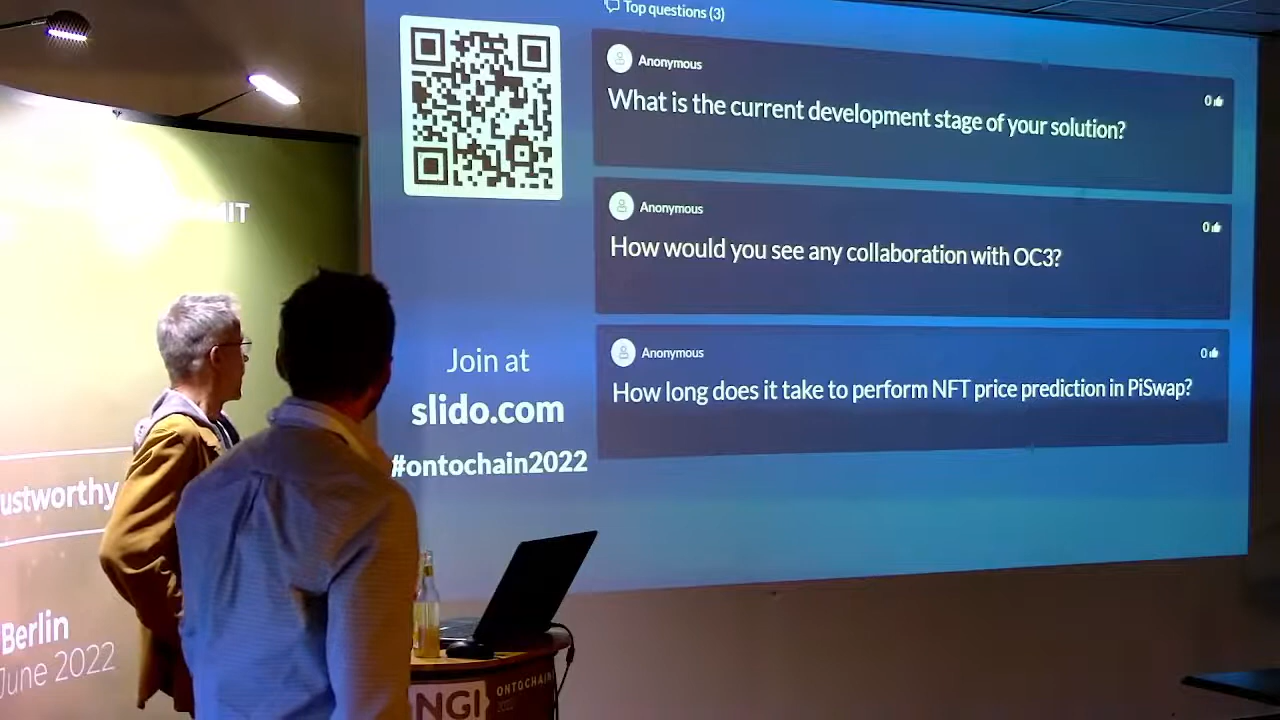 Top questions (3)
Anonymous
0
What is the current development stage of your solution?
Anonymous
0
How would you see any collaboration with OC3?
Anonymous
0
How long does it take to perform NFT price prediction in PiSwap?
Join at
slido.com
#ontochain2022
MIT
ustworthy
Berlin
June 2022
NGI
ONTOCHAIN
2022